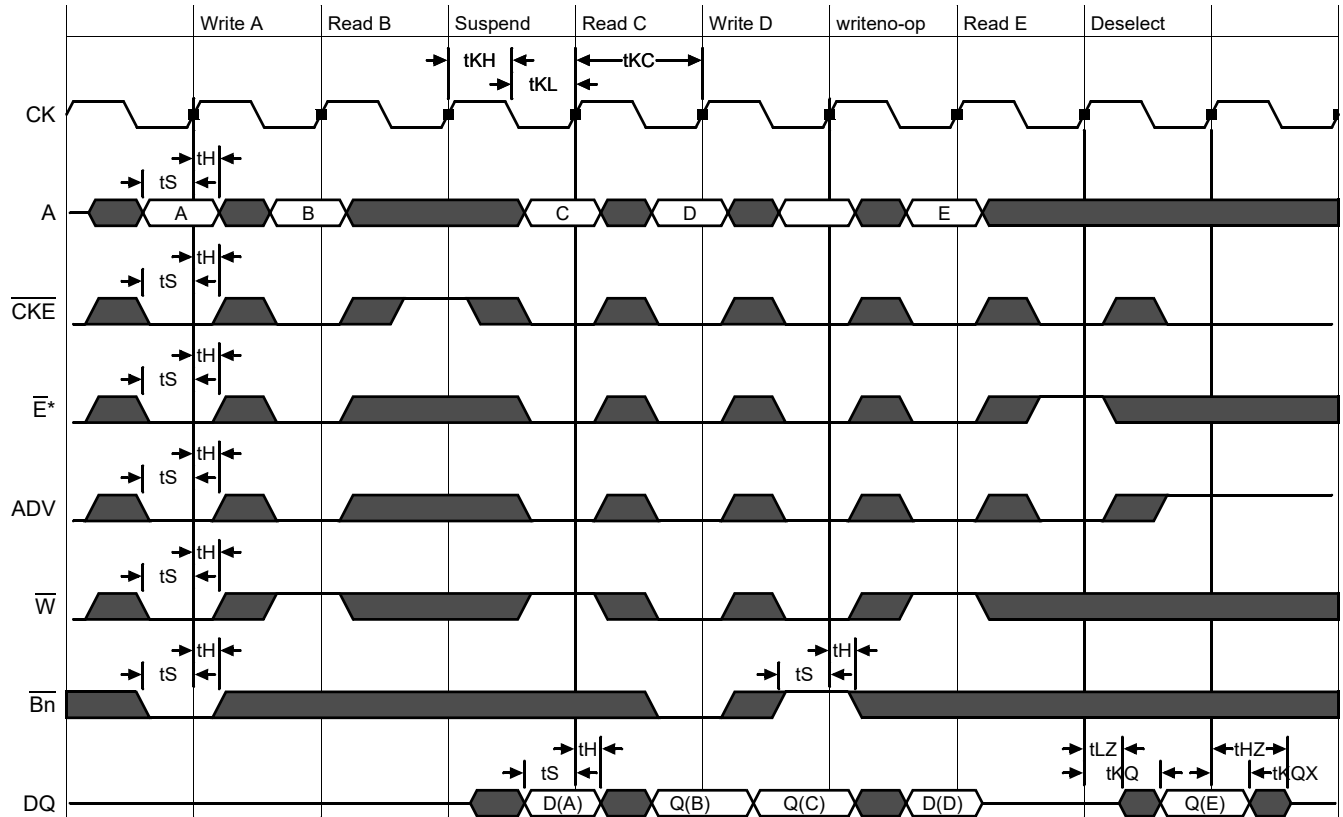 Write A Read B Suspend Read C Write D writeno-op Read E Deselect
tKH tKC
tKL
CK
tH
tS
A A B C D E
tH
tS
CKE
tH
tS
E*
tH
tS
ADV
tH
tS
W
tH tH
tS tS
Bn
tH tLZ tHZ
tS tKQ tKQX
DQ D(A) Q(B) Q(C) D(D) Q(E)